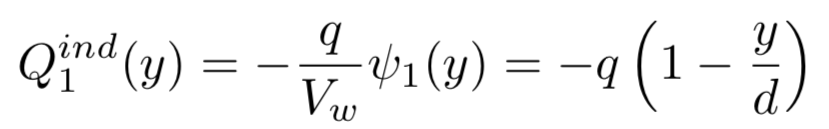 $Q_1^{ind}(y) = -\frac{q}{V_w}\psi_1(y) = -q\left(1 - \frac{y}{d}\right)$